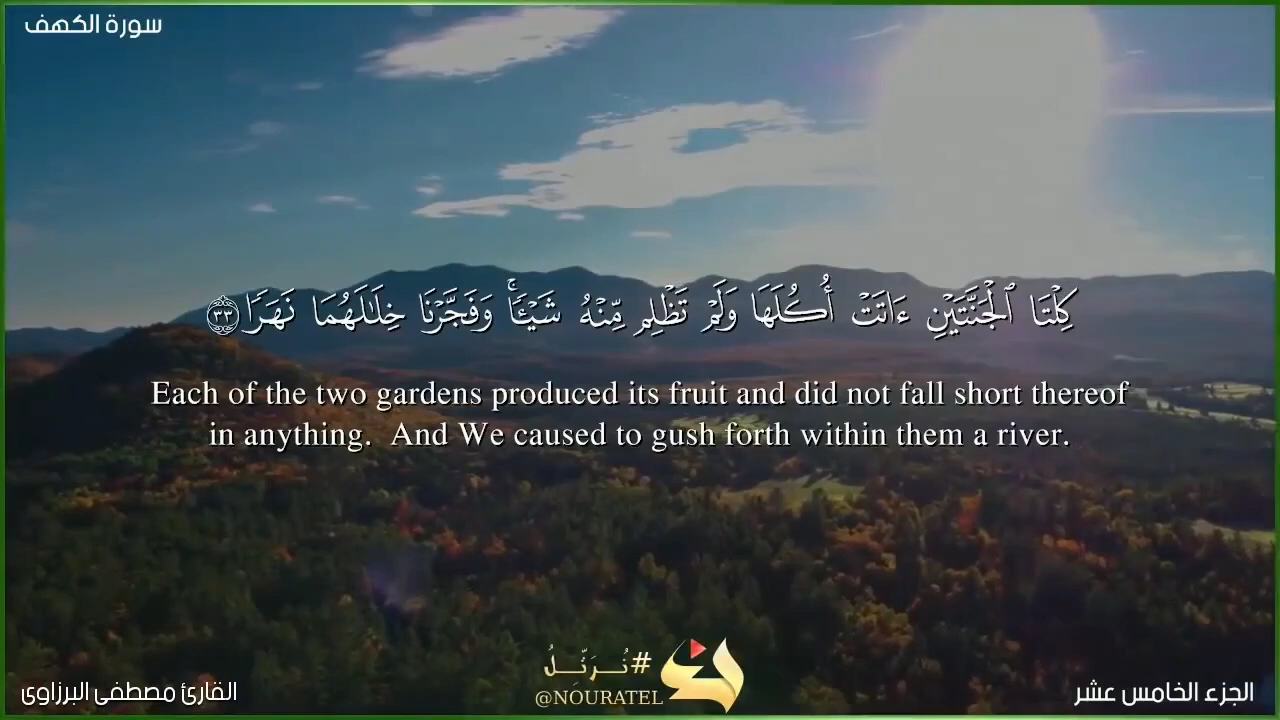 سورة الكهف
كِلْتَا ٱلْجَنَّتَيْنِ ءَاتَتْ أُكُلَهَا وَلَمْ تَظْلِم مِّنْهُ شَيْـًٔا ۚ وَفَجَّرْنَا خِلَـٰلَهُمَا نَهَرًا ٣٣
Each of the two gardens produced its fruit and did not fall short thereof
in anything. And We caused to gush forth within them a river.
#نُرَتِّلُ
@NOURATEL
الجزء الخامس عشر
القارئ مصطفى البرزاوى